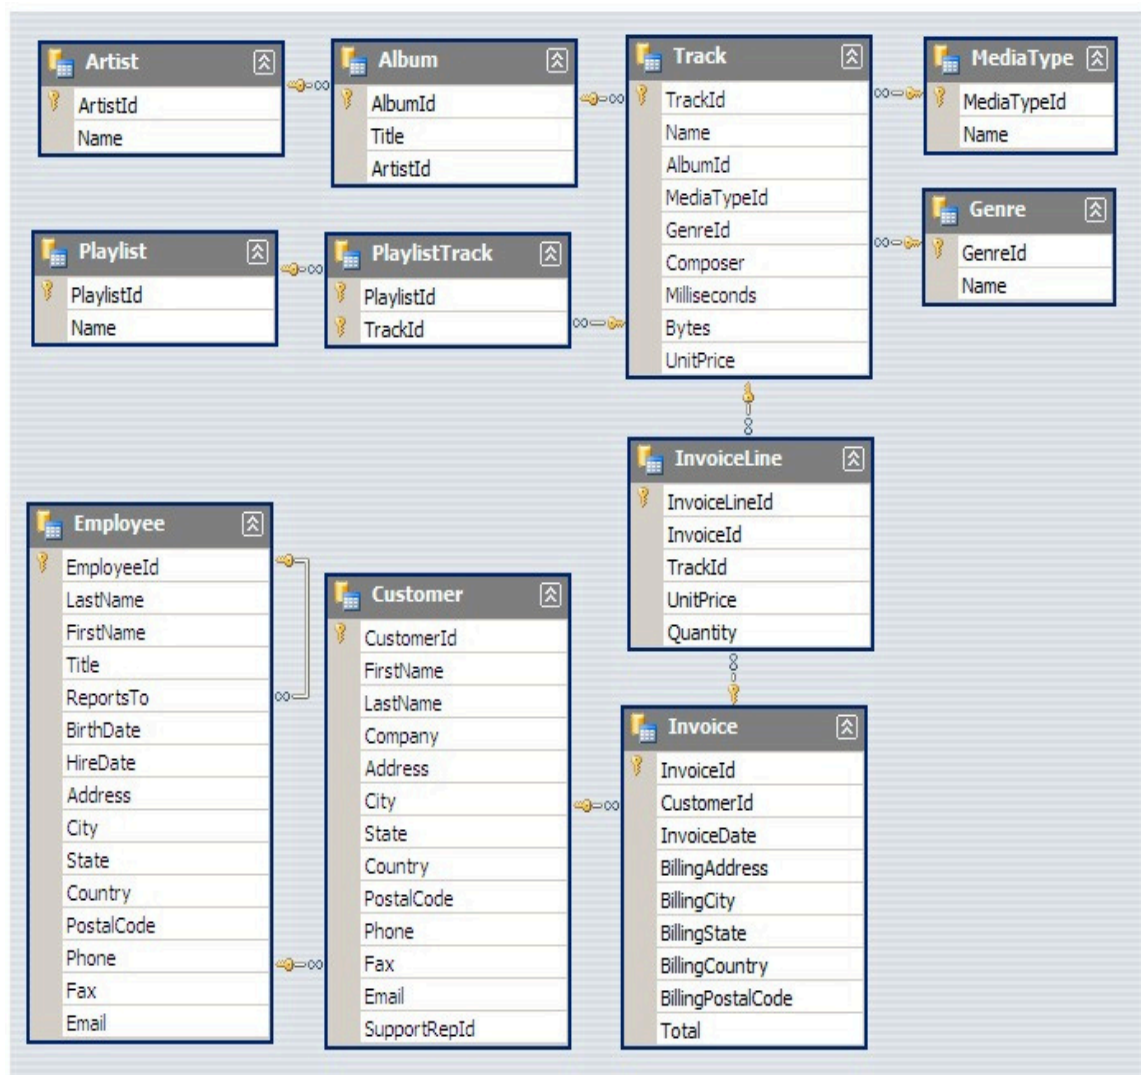 Artist
ArtistId
Name
Album
AlbumId
Title
ArtistId
Track
TrackId
Name
AlbumId
MediaTypeId
GenreId
Composer
Milliseconds
Bytes
UnitPrice
MediaType
MediaTypeId
Name
Genre
GenreId
Name
Playlist
PlaylistId
Name
PlaylistTrack
PlaylistId
TrackId
InvoiceLine
InvoiceLineId
InvoiceId
TrackId
UnitPrice
Quantity
Employee
EmployeeId
LastName
FirstName
Title
ReportsTo
BirthDate
HireDate
Address
City
State
Country
PostalCode
Phone
Fax
Email
Customer
CustomerId
FirstName
LastName
Company
Address
City
State
Country
PostalCode
Phone
Fax
Email
SupportRepId
Invoice
InvoiceId
CustomerId
InvoiceDate
BillingAddress
BillingCity
BillingState
BillingCountry
BillingPostalCode
Total